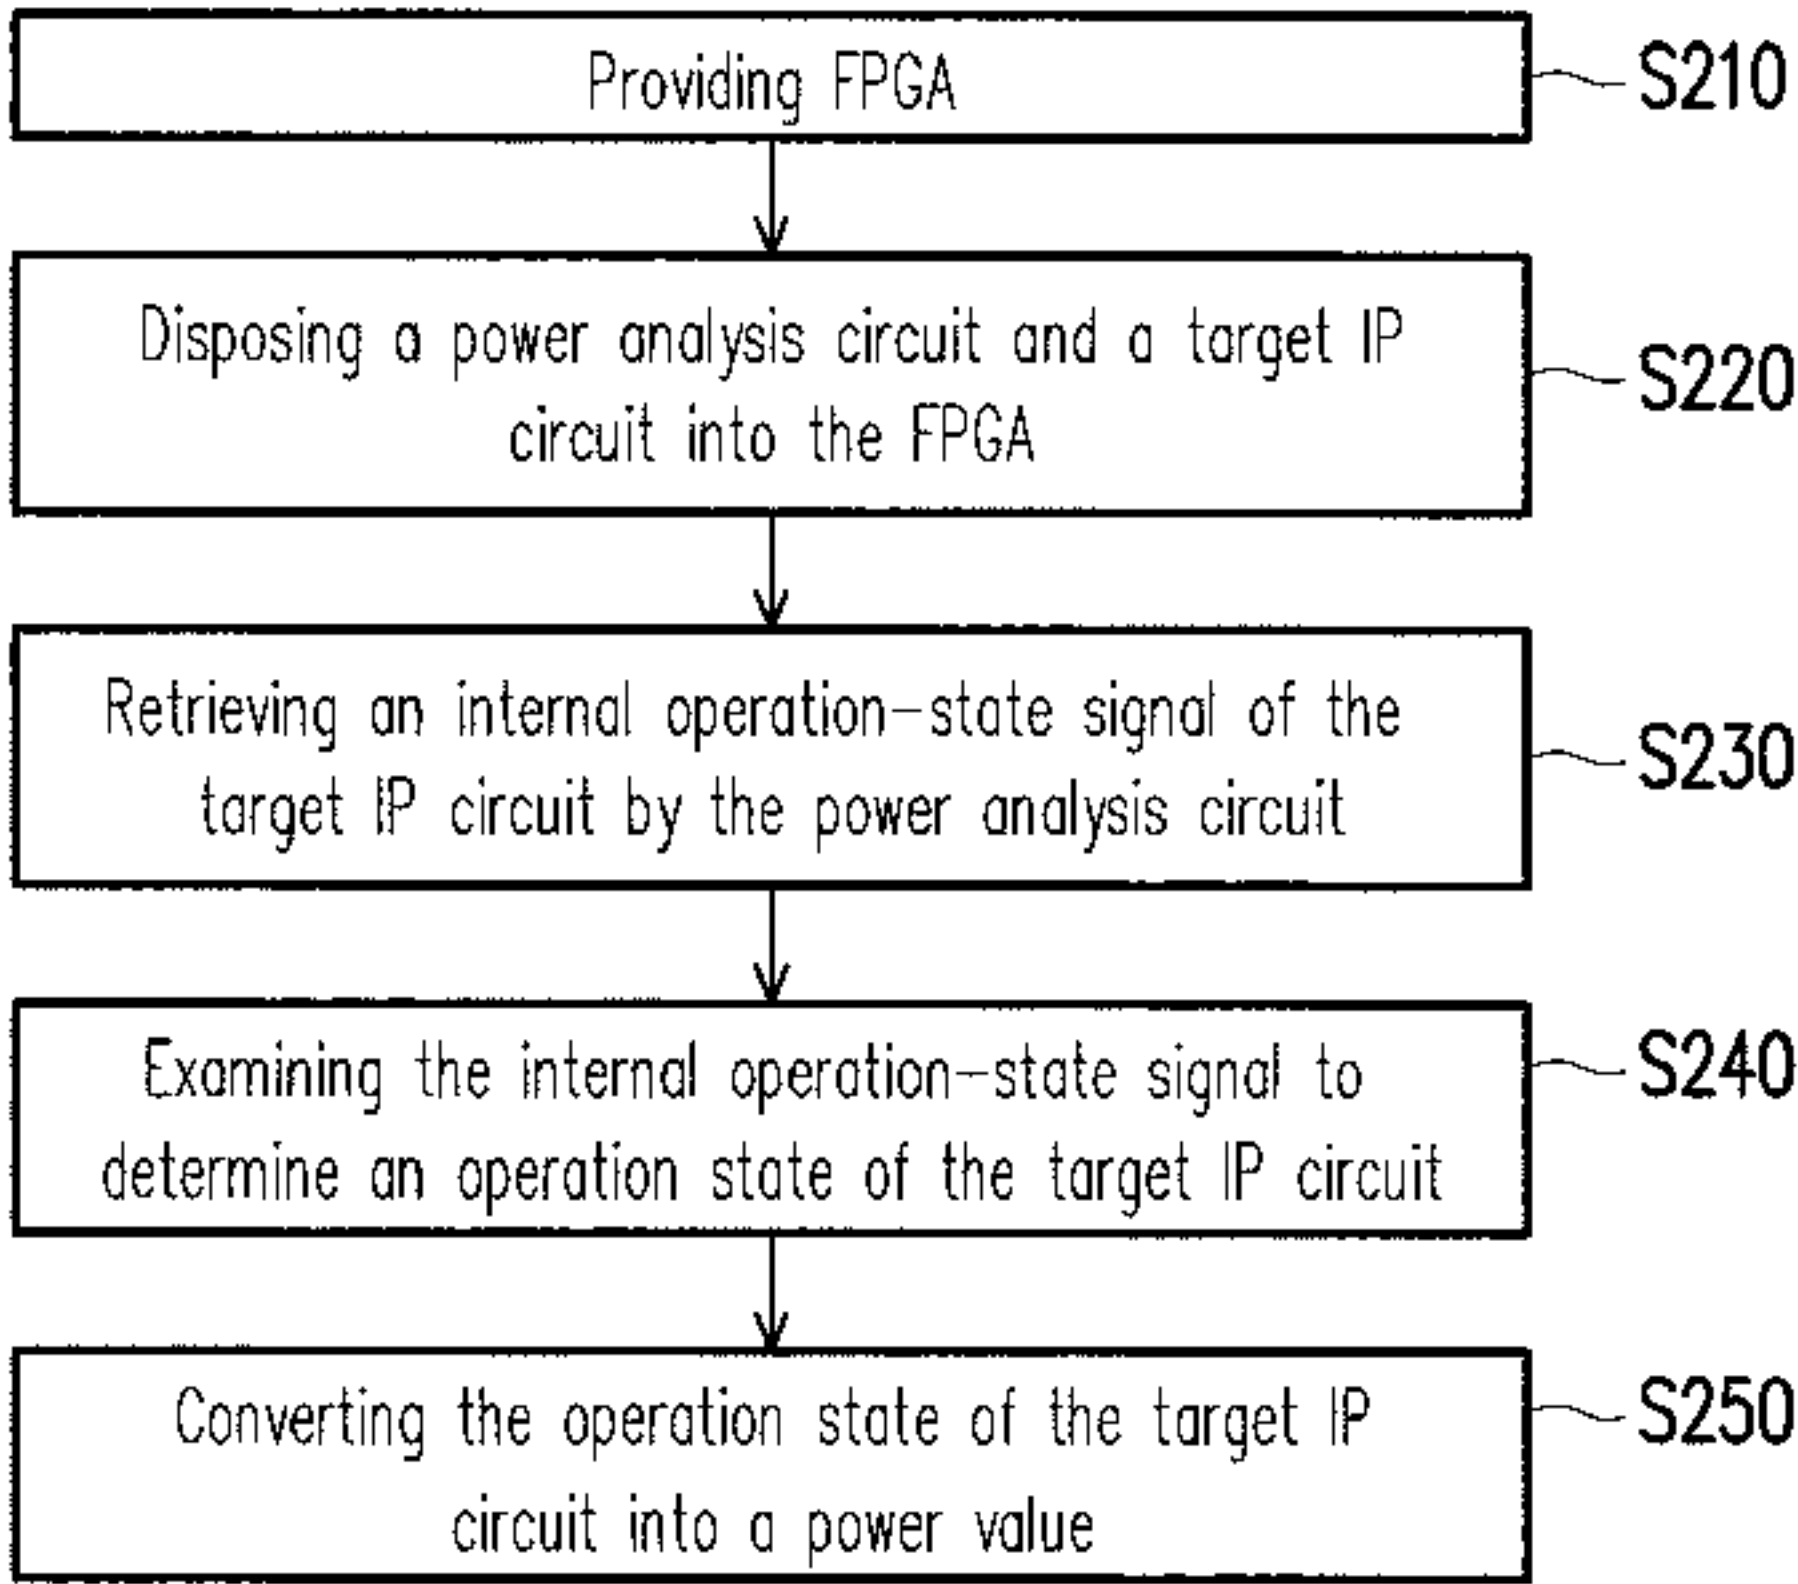 Providing FPGA
S210
Disposing a power analysis circuit and a target IP
circuit into the FPGA
S220
Retrieving an internal operation-state signal of the
target IP circuit by the power analysis circuit
S230
Examining the internal operation-state signal to
determine an operation state of the target IP circuit
S240
Converting the operation state of the target IP
circuit into a power value
S250